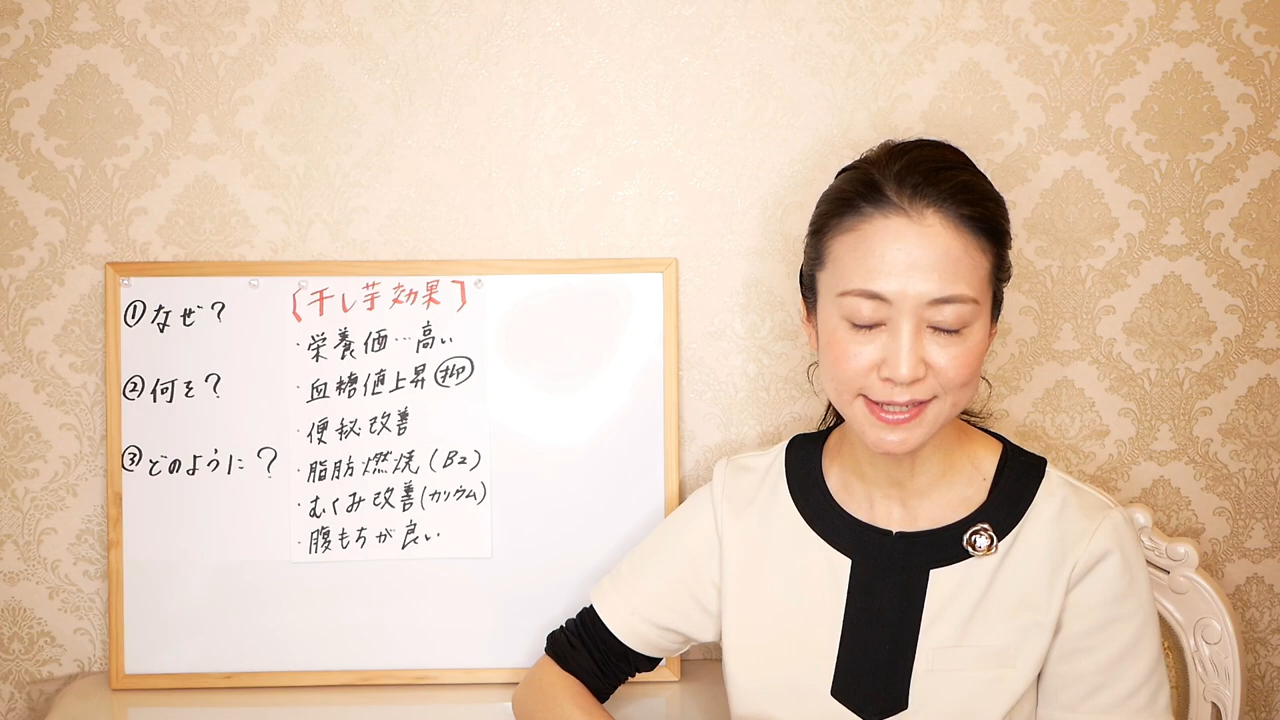 ①なぜ?
②何を?
③どのように?
〔干し芋効果〕
・栄養価…高い
・血糖値上昇抑
・便秘改善
・脂肪燃焼(B2)
・むくみ改善(カリウム)
・腹もちが良い